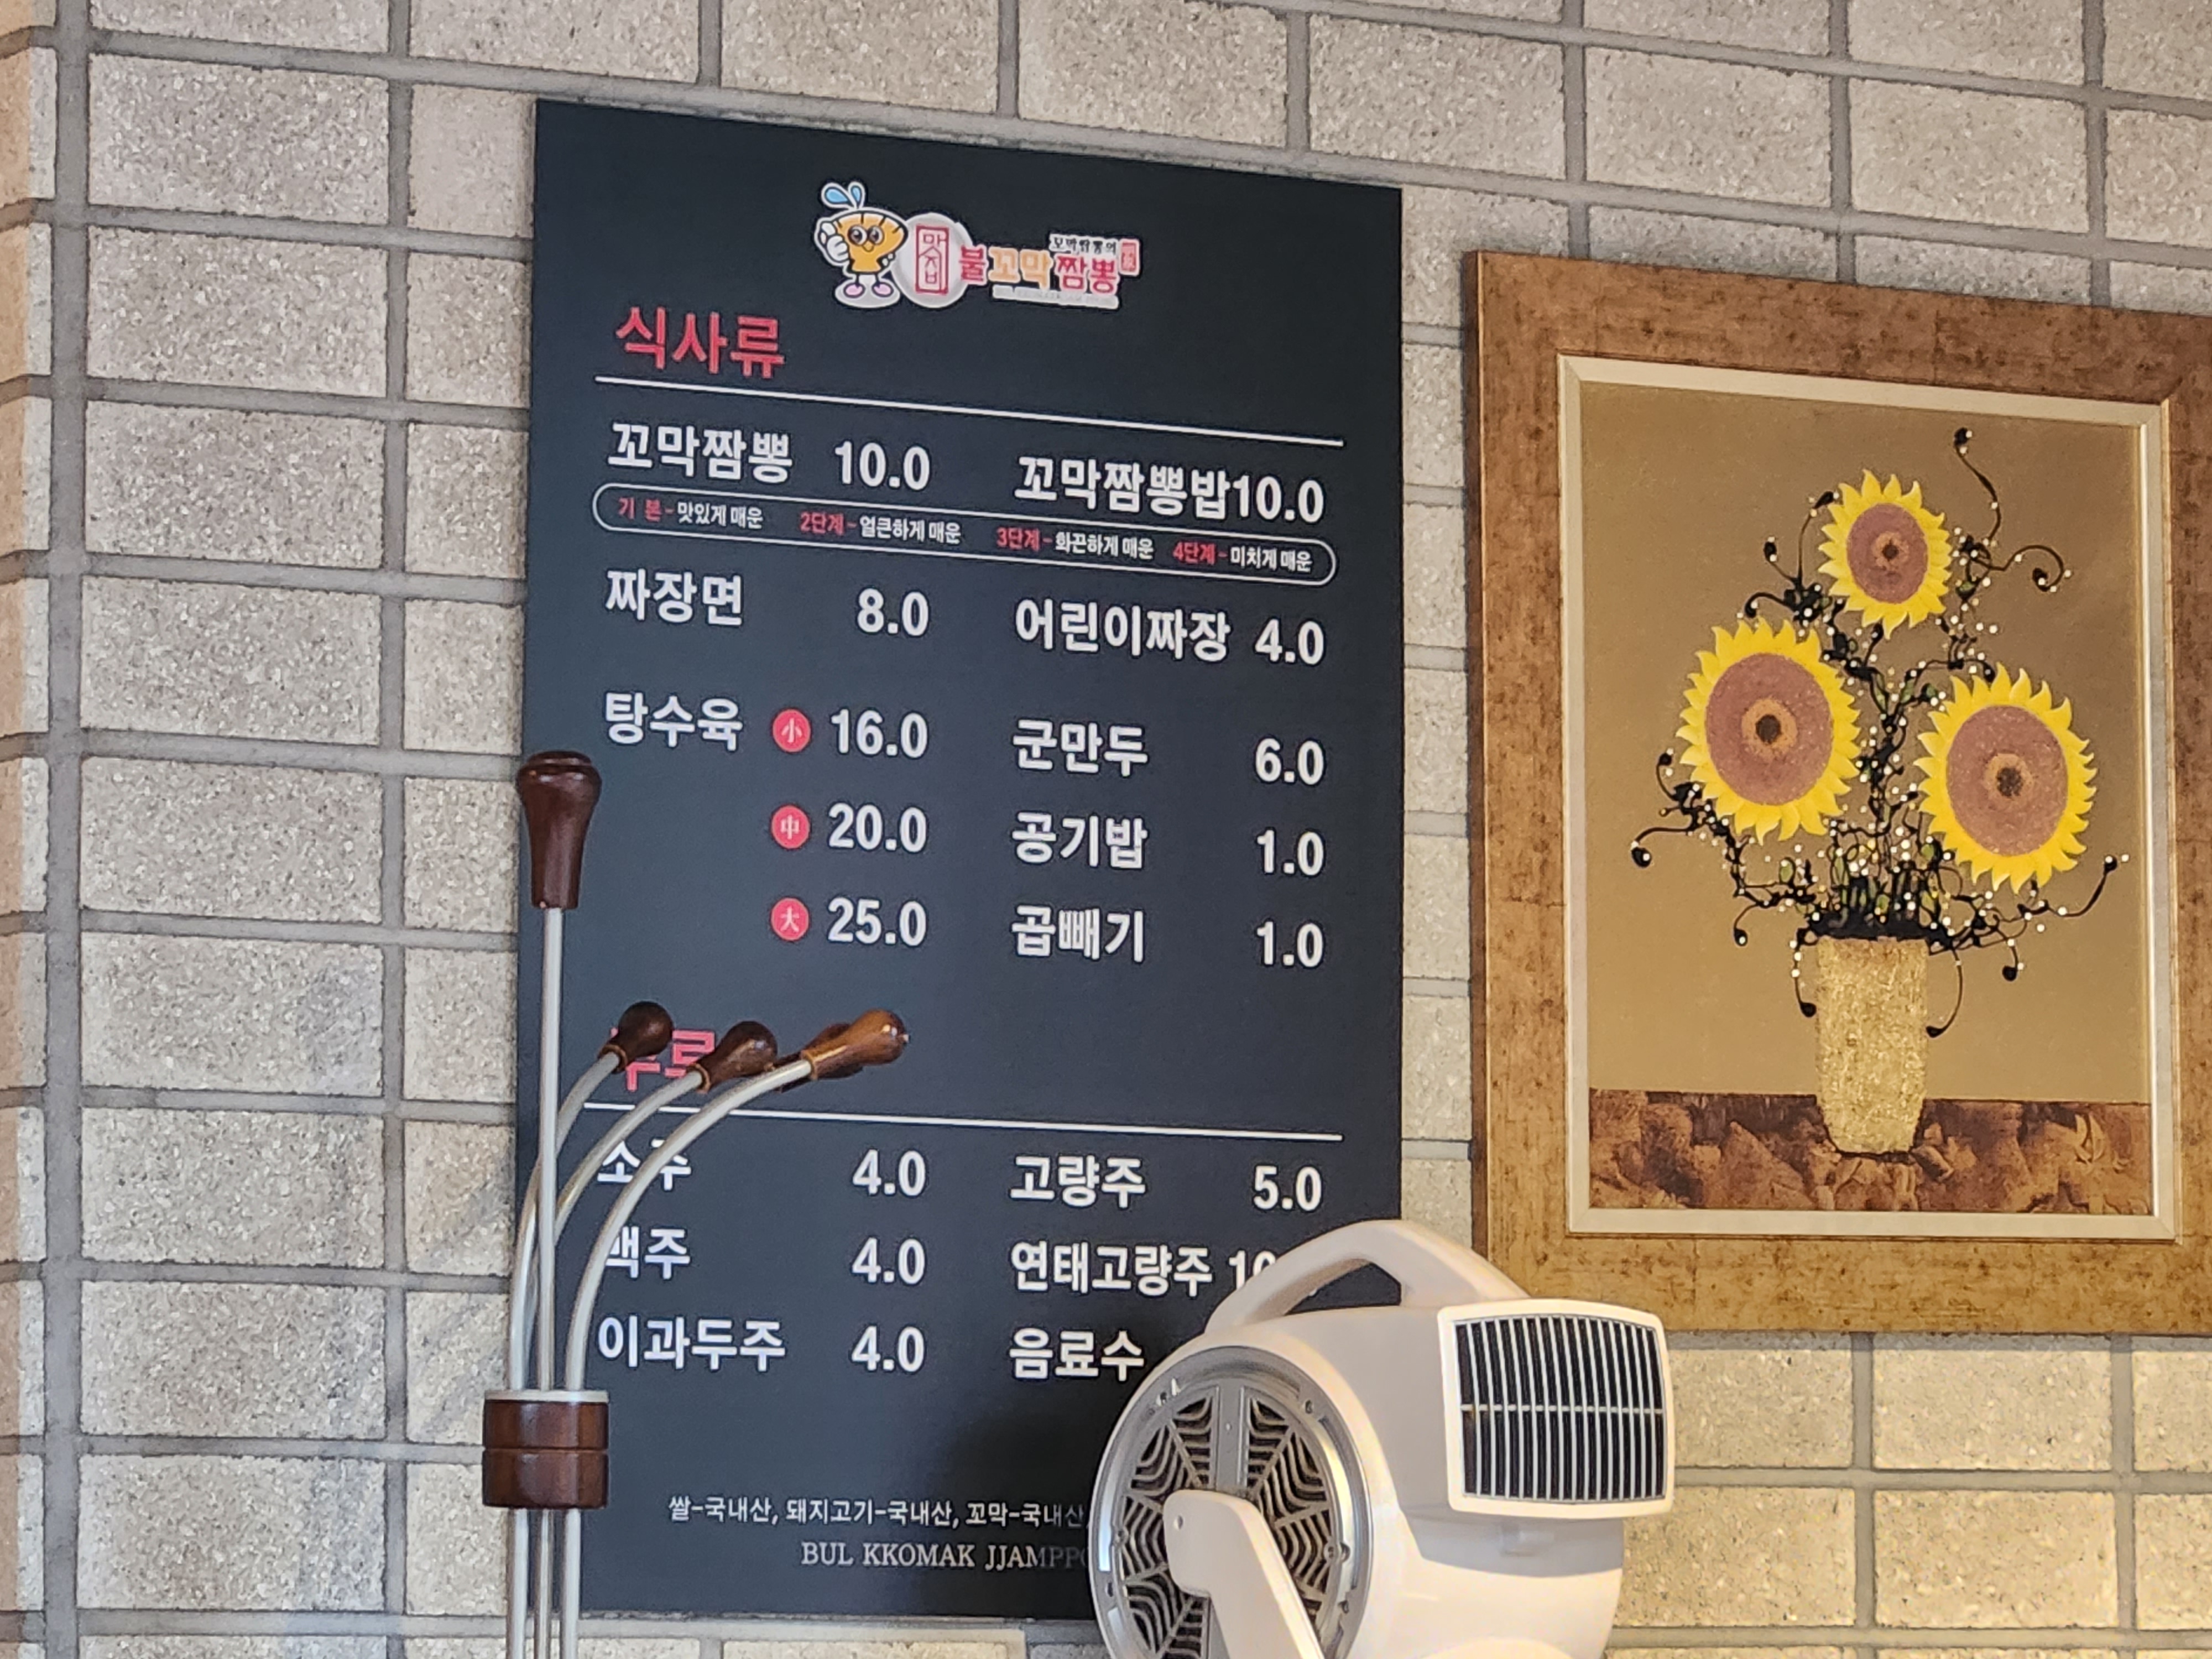 맛집 불꼬막짬뽕
꼬막짬뽕의
식사류
꼬막짬뽕 10.0 꼬막짬뽕밥 10.0
기 본 - 맛있게 매운 2단계 - 얼큰하게 매운 3단계 - 화끈하게 매운 4단계 - 미치게 매운
짜장면 8.0 어린이짜장 4.0
탕수육 小 16.0 군만두 6.0
中 20.0 공기밥 1.0
大 25.0 곱빼기 1.0
소주 4.0 고량주 5.0
맥주 4.0 연태고량주
이과두주 4.0 음료수
쌀-국내산, 돼지고기-국내산, 꼬막-국내산
BUL KKOMAK